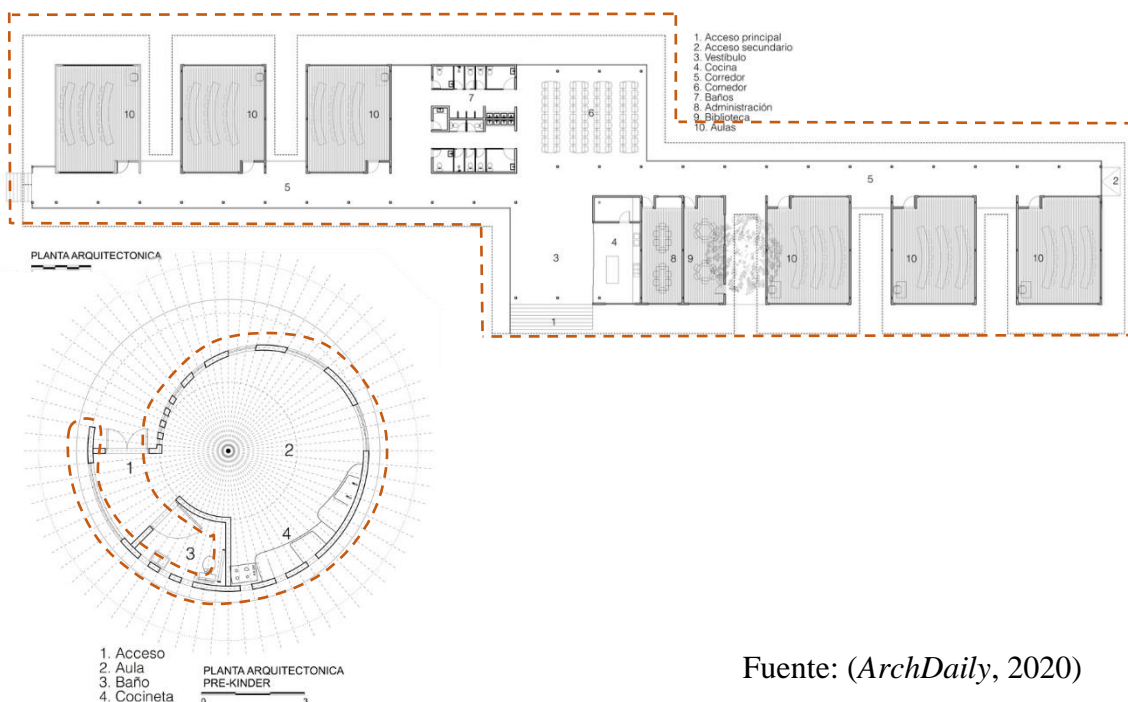 1. Acceso principal
2. Acceso secundario
3. Vestíbulo
4. Cocina
5. Corredor
6. Comedor
7. Baños
8. Administración
9. Biblioteca
10. Aulas
10
10
10
7
6
5
5
2
3
4
8
9
10
10
10
1
PLANTA ARQUITECTONICA
1
2
3
4
1. Acceso
2. Aula
3. Baño
4. Cocineta
PLANTA ARQUITECTONICA
PRE-KINDER
0 3
Fuente: (ArchDaily, 2020)